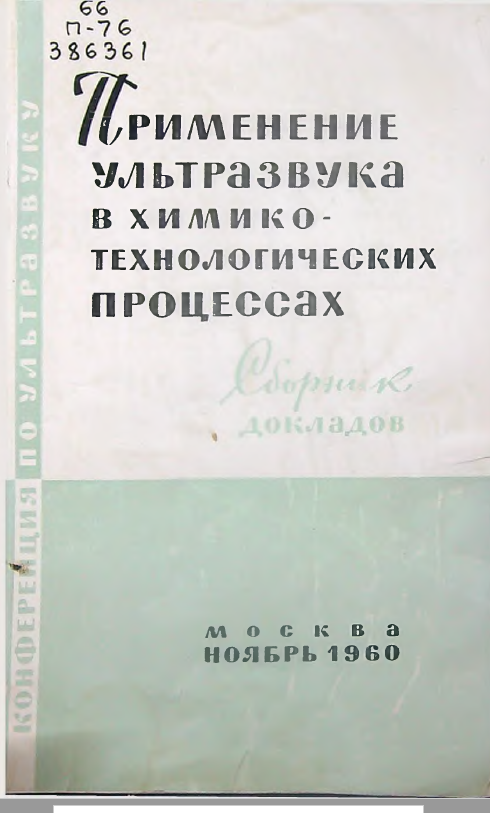 66
П-76
386361
Применение
ультразвука
в химико-
технологических
процессах
Сборник
докладов
КОНФЕРЕНЦИЯ ПО УЛЬТРАЗВУКУ
Москва
НОЯБРЬ 1960